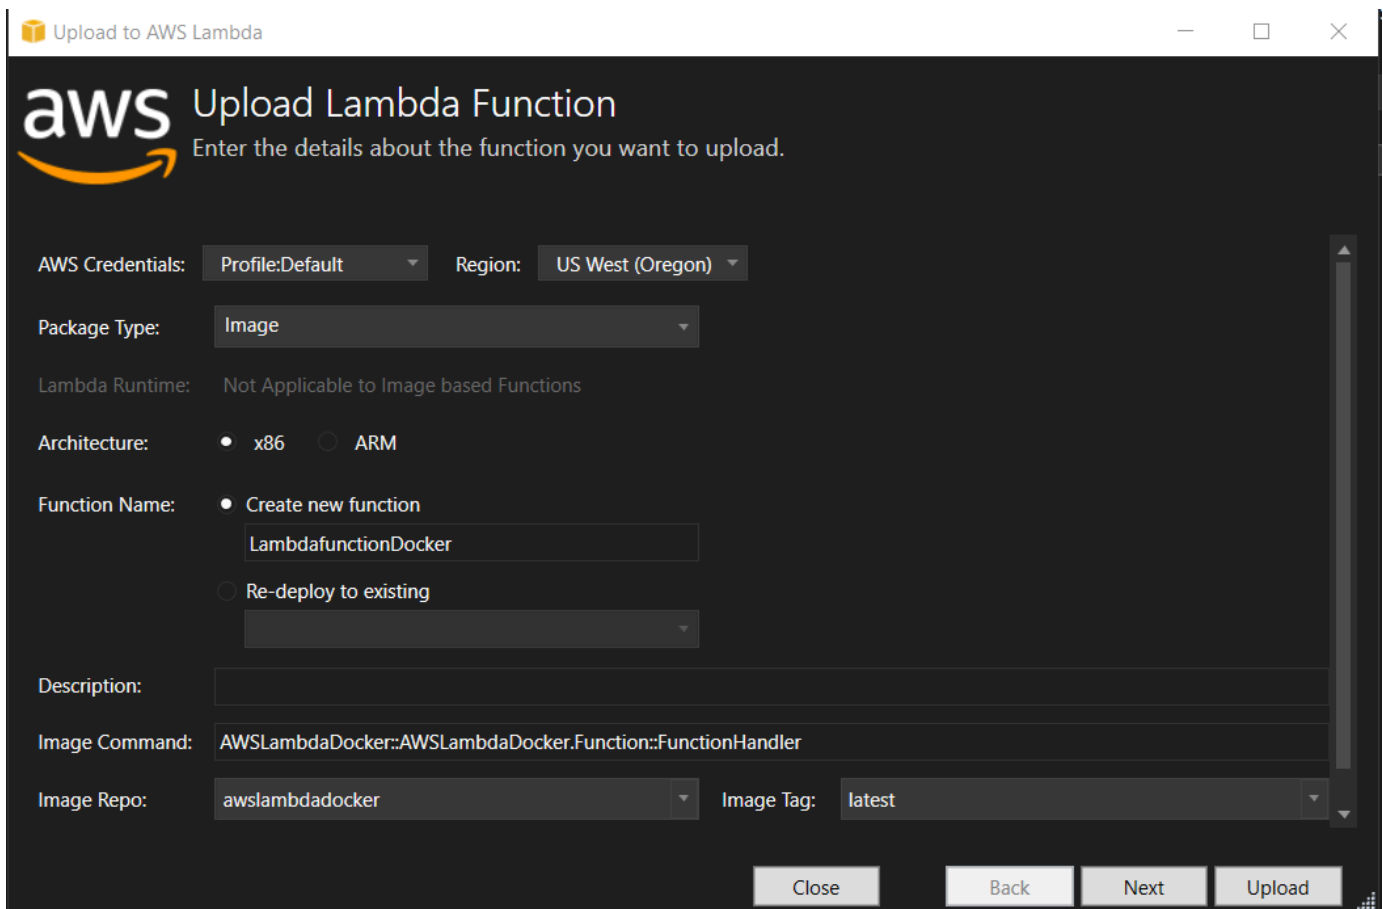 Upload to AWS Lambda
aws
Upload Lambda Function
Enter the details about the function you want to upload.
AWS Credentials: Profile:Default Region: US West (Oregon)
Package Type: Image
Lambda Runtime: Not Applicable to Image based Functions
Architecture: x86 ARM
Function Name: Create new function
LambdafunctionDocker
Re-deploy to existing
Description:
Image Command: AWSLambdaDocker::AWSLambdaDocker.Function::FunctionHandler
Image Repo: awslambdadocker Image Tag: latest
Close Back Next Upload